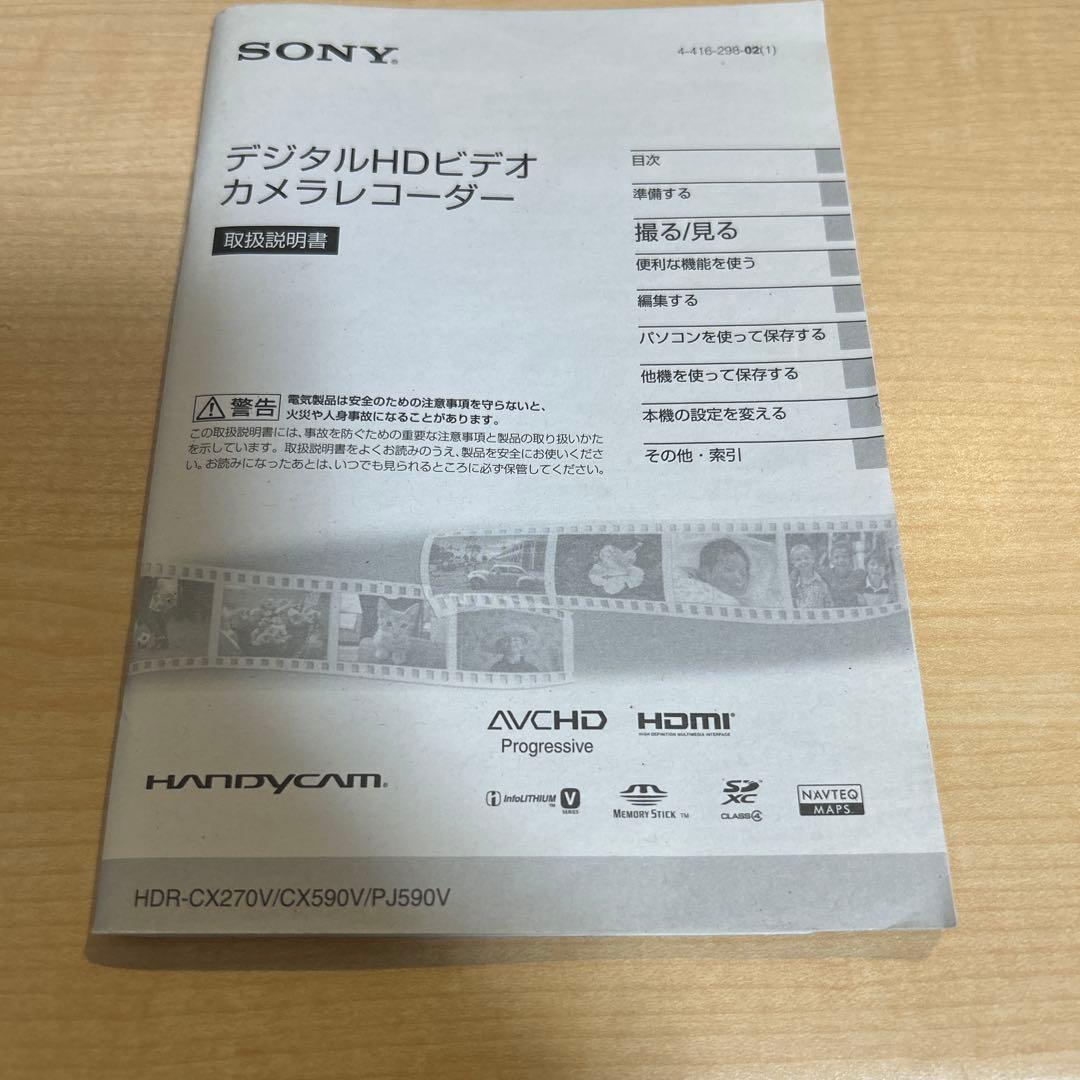 SONY®
4-416-298-02(1)
デジタルHDビデオ
カメラレコーダー
取扱説明書
目次
準備する
撮る/見る
便利な機能を使う
編集する
パソコンを使って保存する
他機を使って保存する
本機の設定を変える
その他・索引
警告
電気製品は安全のための注意事項を守らないと、
火災や人身事故になることがあります。
この取扱説明書には、事故を防ぐための重要な注意事項と製品の取り扱いかた
を示しています。取扱説明書をよくお読みのうえ、製品を安全にお使いくださ
い。お読みになったあとは、いつでも見られるところに必ず保管してください。
AVCHD
Progressive
HDMI®
HIGH DEFINITION MULTIMEDIA INTERFACE
HANDYCAM®
InfoLITHIUM™ V SERIES
MEMORY STICK™
SDXC™
CLASS4
NAVTEQ
MAPS
HDR-CX270V/CX590V/PJ590V